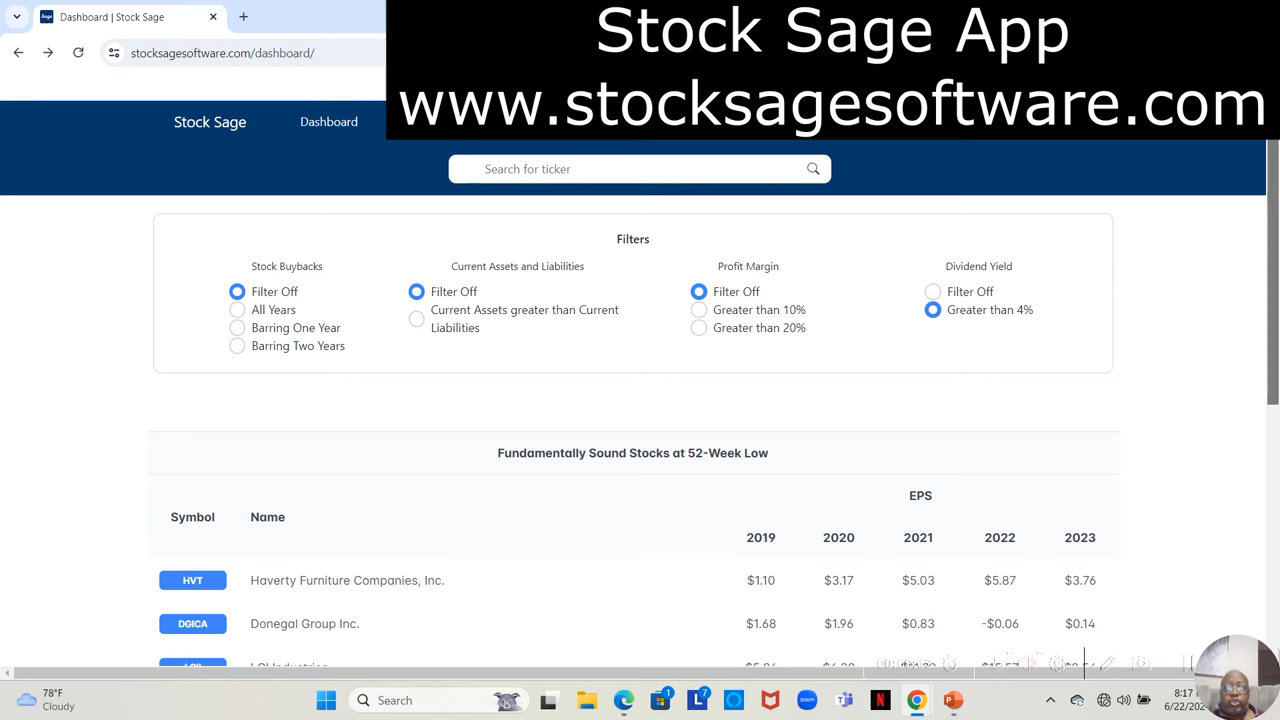 Dashboard | Stock Sage
stocksagesoftware.com/dashboard/
Stock Sage App
www.stocksagesoftware.com
Stock Sage
Dashboard
Search for ticker
Filters
Stock Buybacks
Filter Off
All Years
Barring One Year
Barring Two Years
Current Assets and Liabilities
Filter Off
Current Assets greater than Current
Liabilities
Profit Margin
Filter Off
Greater than 10%
Greater than 20%
Dividend Yield
Filter Off
Greater than 4%
Fundamentally Sound Stocks at 52-Week Low
EPS
Symbol Name
2019 2020 2021 2022 2023
HVT Haverty Furniture Companies, Inc. $1.10 $3.17 $5.03 $5.87 $3.76
DGICA Donegal Group Inc. $1.68 $1.96 $0.83 -$0.06 $0.14
78°F
Cloudy
Search
1
7
8:17